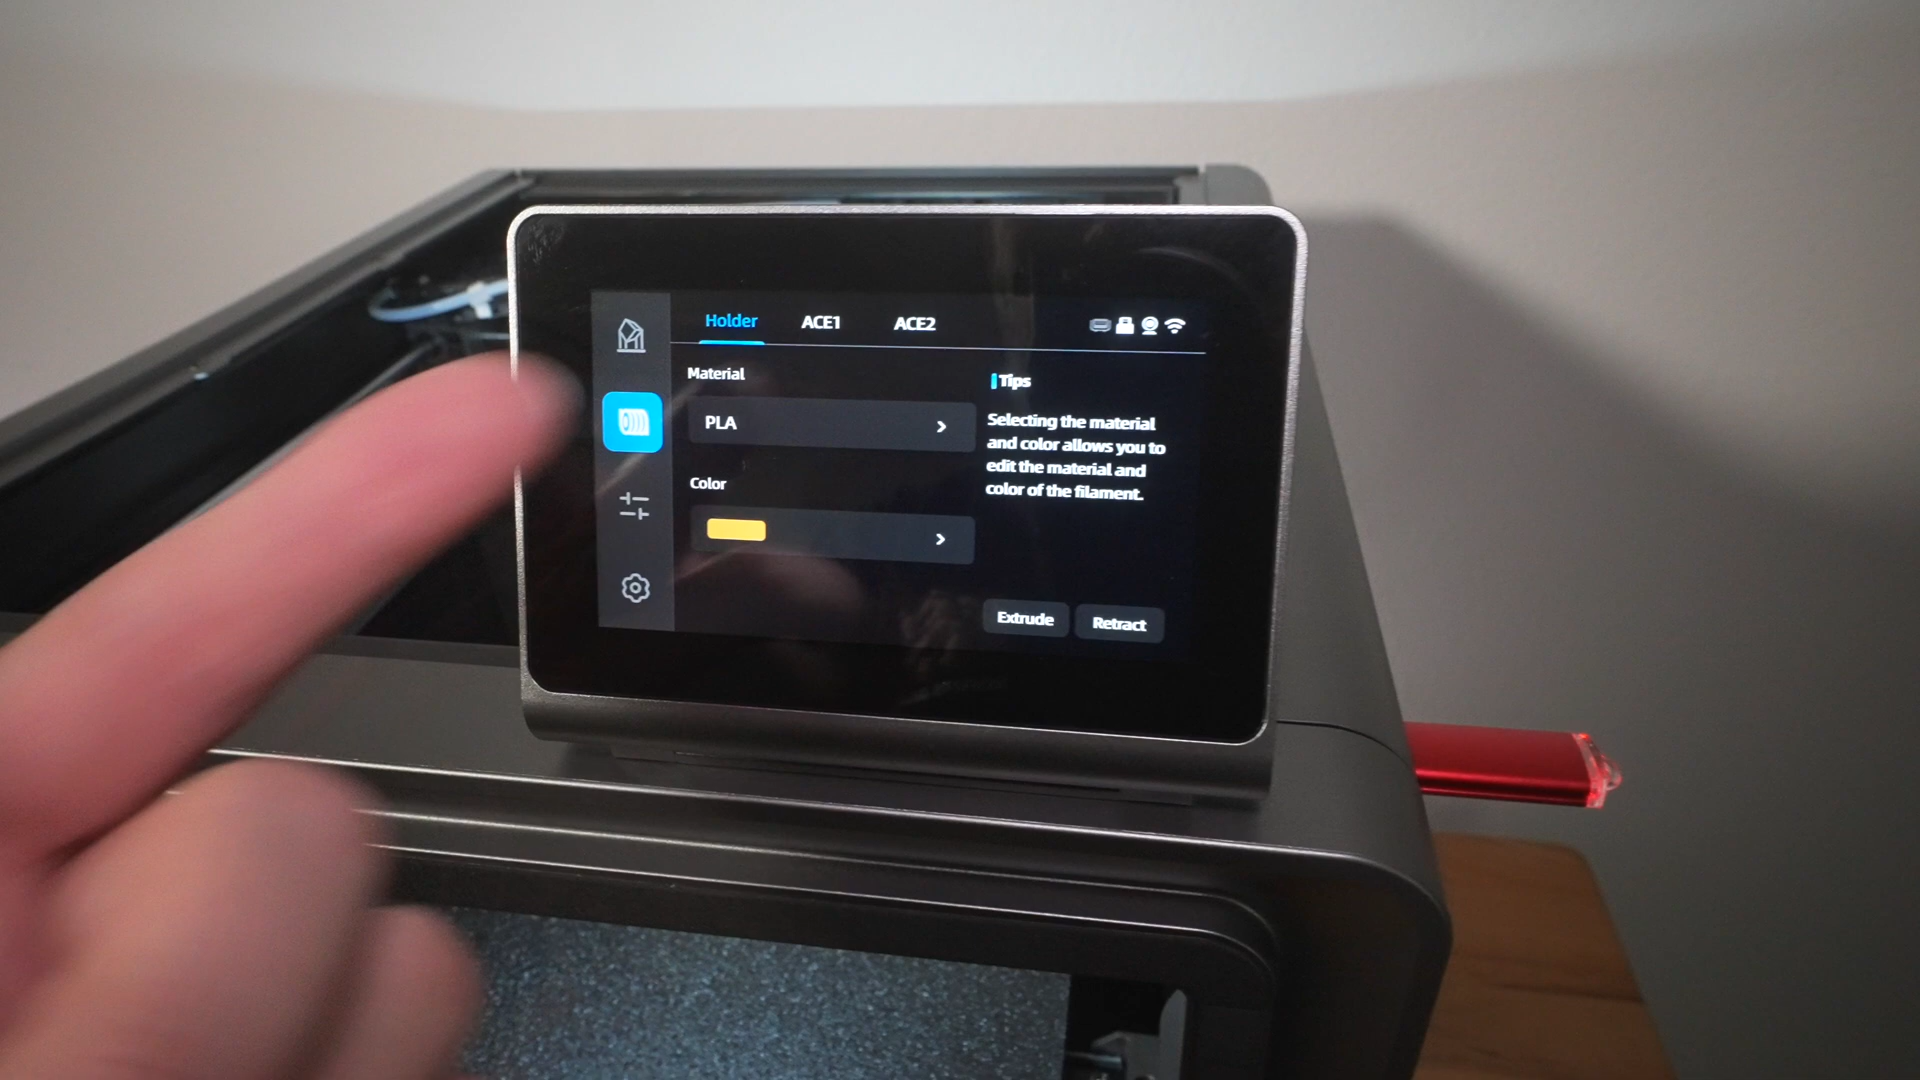 Holder ACE1 ACE2
Material
PLA
Color
Tips
Selecting the material
and color allows you to
edit the material and
color of the filament.
Extrude Retract